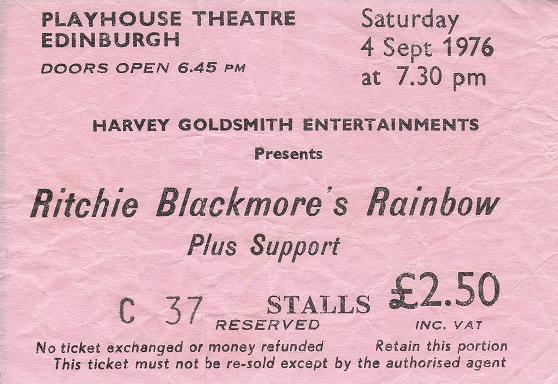 PLAYHOUSE THEATRE
EDINBURGH
DOORS OPEN 6.45 PM
Saturday
4 Sept 1976
at 7.30 pm
HARVEY GOLDSMITH ENTERTAINMENTS
Presents
Ritchie Blackmore's Rainbow
Plus Support
C 37 STALLS £2.50
RESERVED INC. VAT
No ticket exchanged or money refunded Retain this portion
This ticket must not be re-sold except by the authorised agent